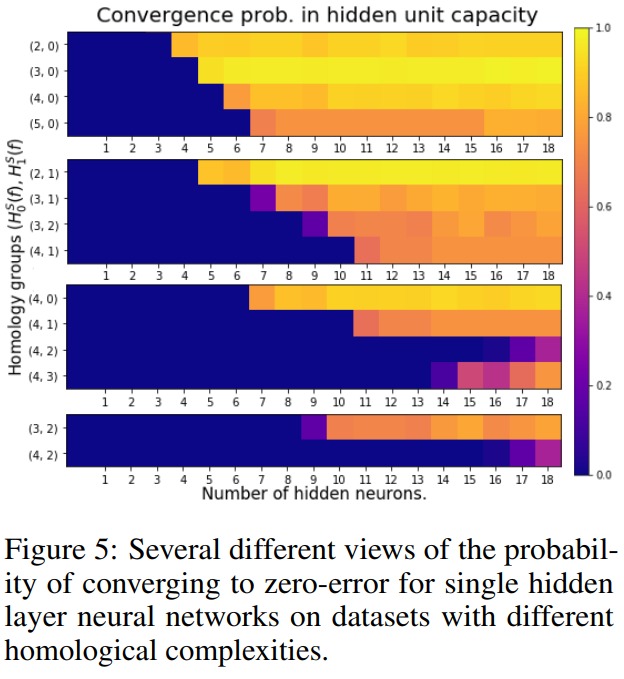 Convergence prob. in hidden unit capacity
Homology groups (H₀ˢ(f), H₁ˢ(f))
(2, 0)
(3, 0)
(4, 0)
(5, 0)
1 2 3 4 5 6 7 8 9 10 11 12 13 14 15 16 17 18
(2, 1)
(3, 1)
(3, 2)
(4, 1)
1 2 3 4 5 6 7 8 9 10 11 12 13 14 15 16 17 18
(4, 0)
(4, 1)
(4, 2)
(4, 3)
1 2 3 4 5 6 7 8 9 10 11 12 13 14 15 16 17 18
(3, 2)
(4, 2)
1 2 3 4 5 6 7 8 9 10 11 12 13 14 15 16 17 18
Number of hidden neurons.
1.0
0.8
0.6
0.4
0.2
0.0
Figure 5: Several different views of the probabil-
ity of converging to zero-error for single hidden
layer neural networks on datasets with different
homological complexities.